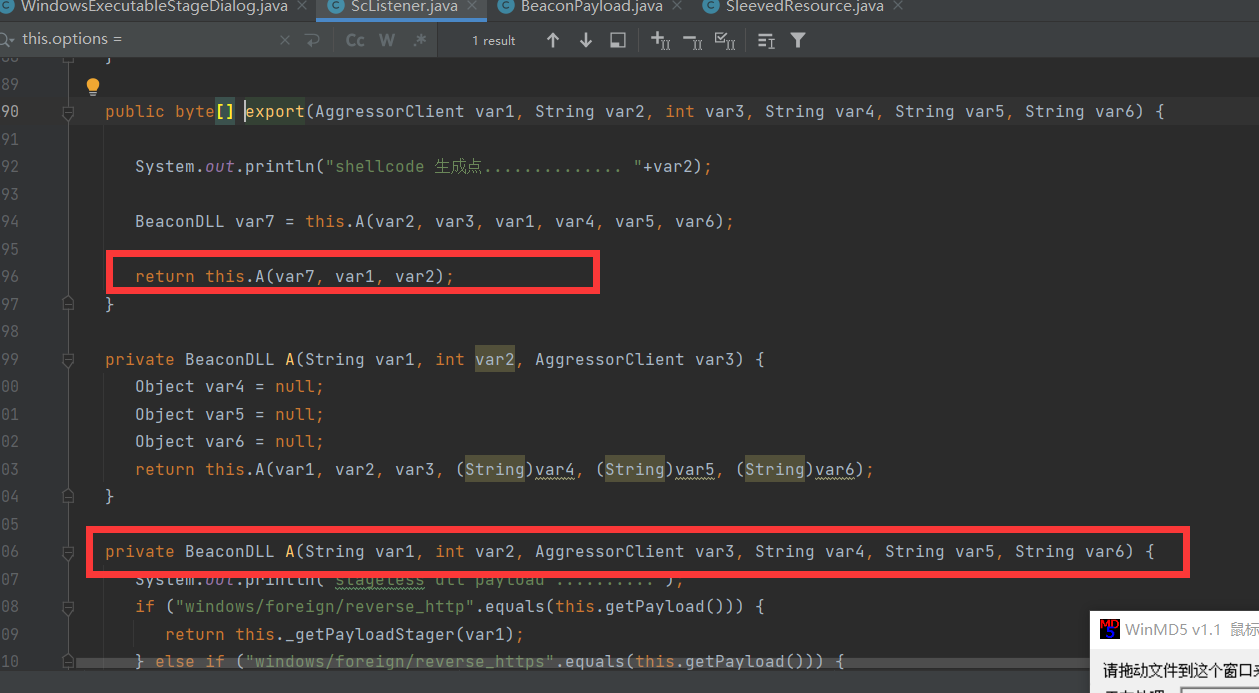 WindowsExecutableStageDialog.java ScListener.java BeaconPayload.java SleevedResource.java
this.options = Cc W .* 1 result
89
90 public byte[] export(AggressorClient var1, String var2, int var3, String var4, String var5, String var6) {
91
92 System.out.println("shellcode 生成点.............. "+var2);
93
94 BeaconDLL var7 = this.A(var2, var3, var1, var4, var5, var6);
95
96 return this.A(var7, var1, var2);
97 }
98
99 private BeaconDLL A(String var1, int var2, AggressorClient var3) {
00 Object var4 = null;
01 Object var5 = null;
02 Object var6 = null;
03 return this.A(var1, var2, var3, (String)var4, (String)var5, (String)var6);
04 }
05
06 private BeaconDLL A(String var1, int var2, AggressorClient var3, String var4, String var5, String var6) {
07 System.out.println("stageless dll payload ..........");
08 if ("windows/foreign/reverse_http".equals(this.getPayload())) {
09 return this._getPayloadStager(var1);
10 } else if ("windows/foreign/reverse_https".equals(this.getPayload())) {
MD5 WinMD5 v1.1 鼠标
请拖动文件到这个窗口